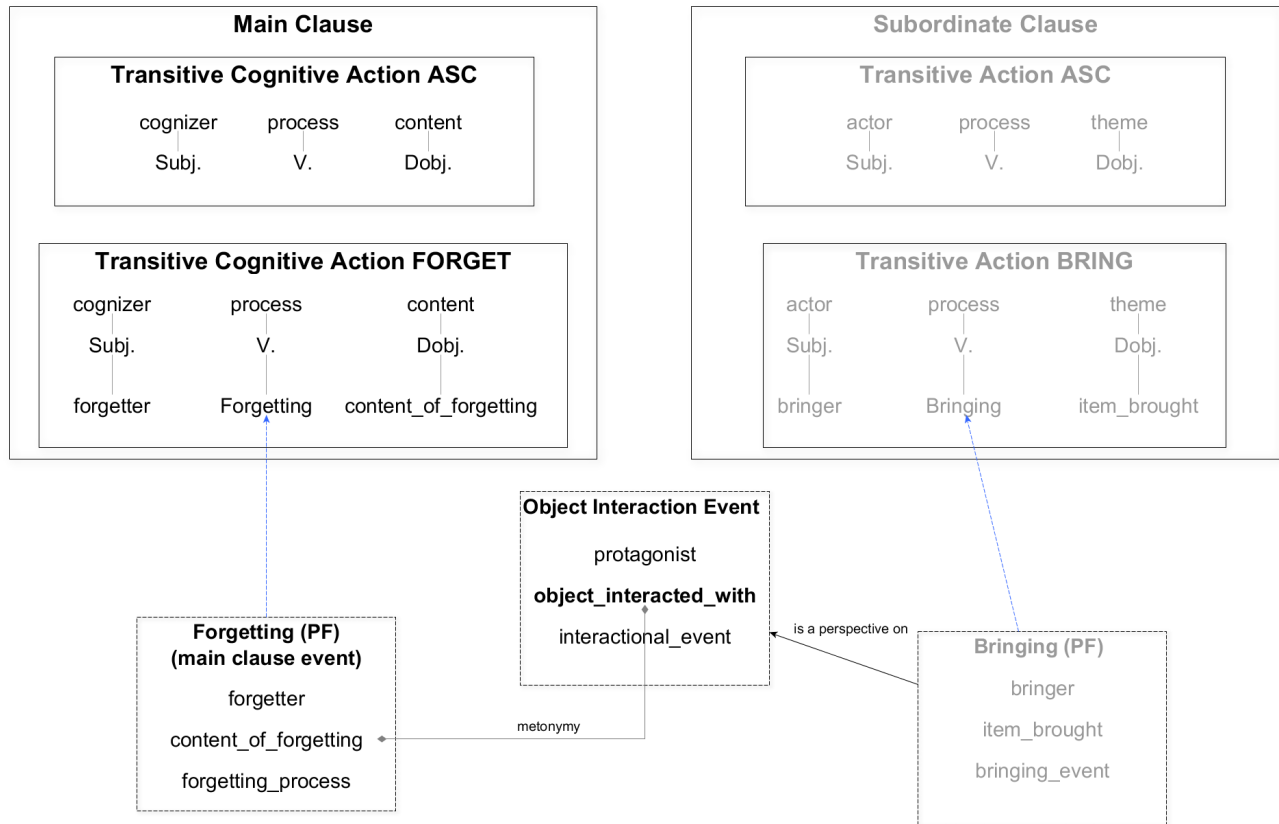 Main Clause
Transitive Cognitive Action ASC
cognizer process content
Subj. V. Dobj.
Transitive Cognitive Action FORGET
cognizer process content
Subj. V. Dobj.
forgetter Forgetting content_of_forgetting
Subordinate Clause
Transitive Action ASC
actor process theme
Subj. V. Dobj.
Transitive Action BRING
actor process theme
Subj. V. Dobj.
bringer Bringing item_brought
Object Interaction Event
protagonist
object_interacted_with
interactional_event
is a perspective on
Forgetting (PF)
(main clause event)
forgetter
content_of_forgetting
forgetting_process
metonymy
Bringing (PF)
bringer
item_brought
bringing_event